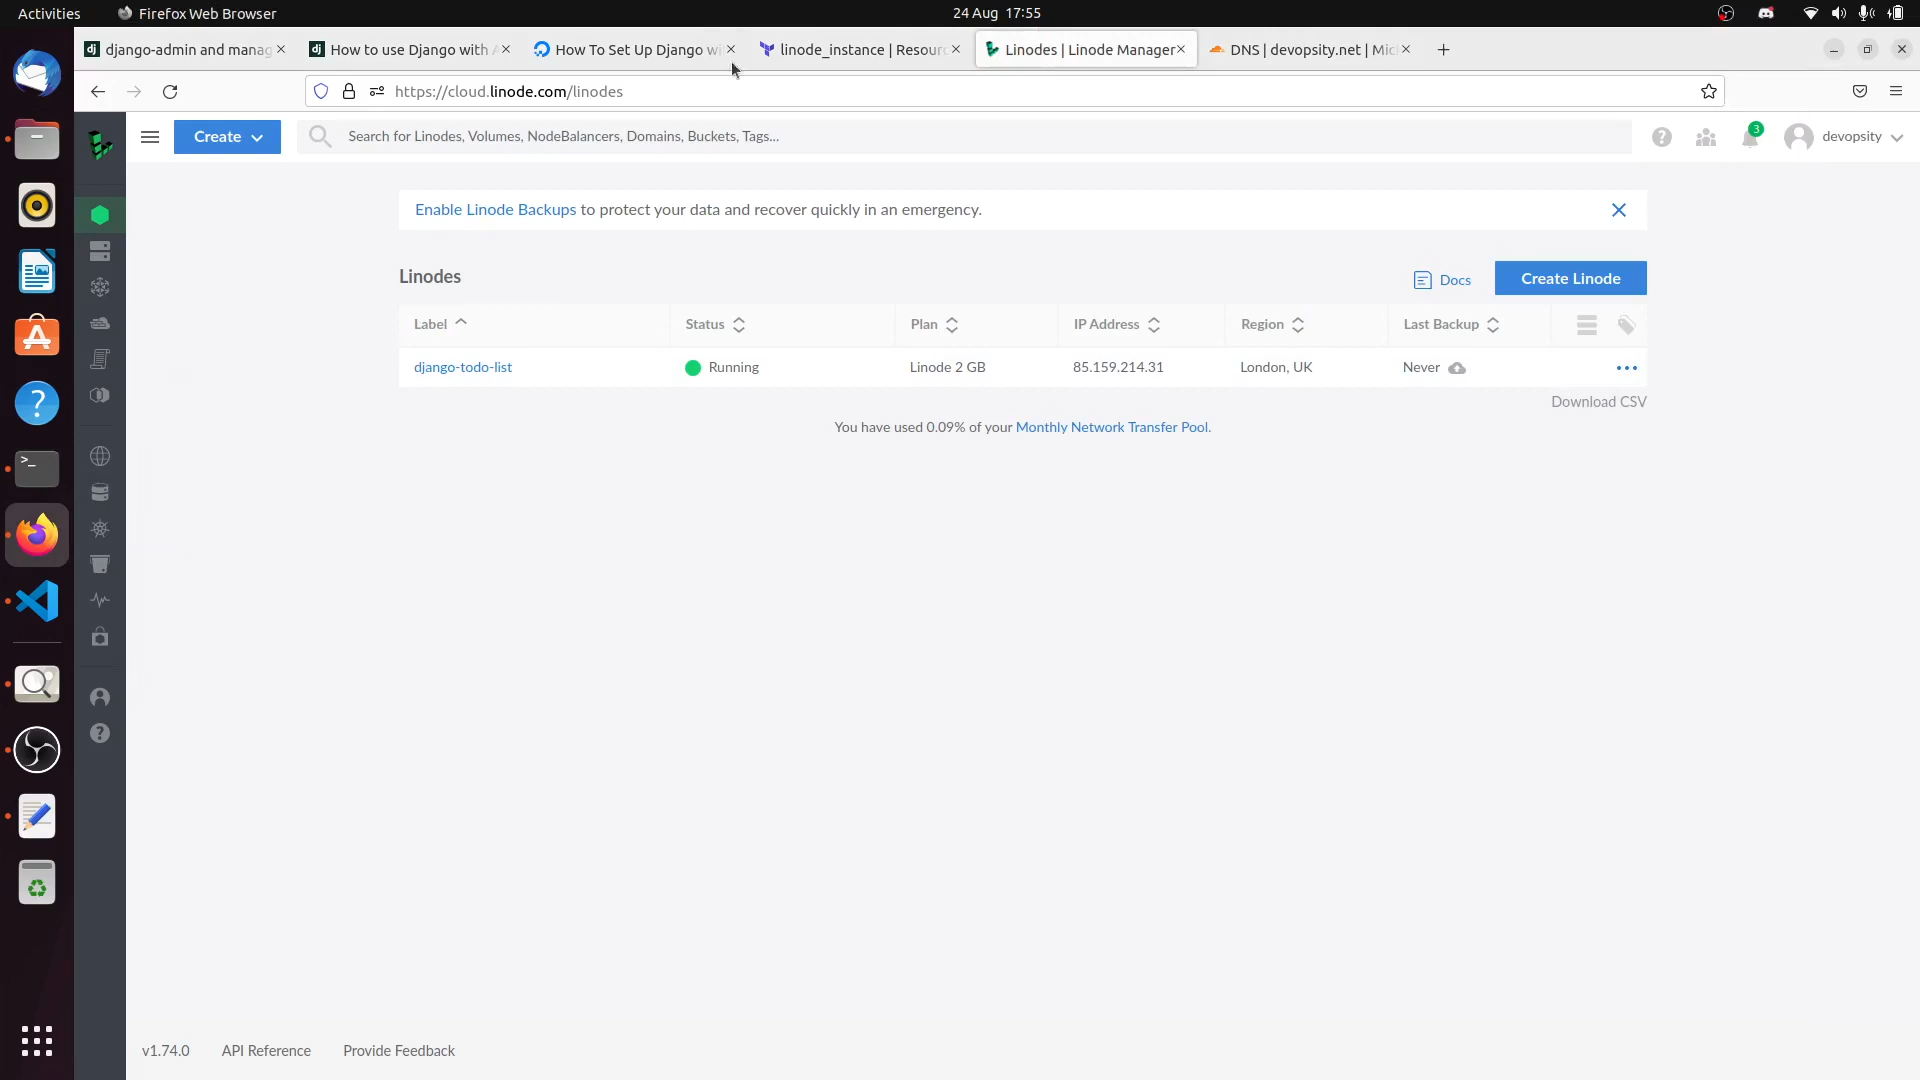 Activities
Firefox Web Browser
24 Aug 17:55
django-admin and manag
How to use Django with
How To Set Up Django wi
linode_instance | Resour
Linodes | Linode Manager
DNS | devopsity.net | Mic
https://cloud.linode.com/linodes
Create
Search for Linodes, Volumes, NodeBalancers, Domains, Buckets, Tags...
3
devopsity
Enable Linode Backups to protect your data and recover quickly in an emergency.
Linodes
Docs
Create Linode
Label
Status
Plan
IP Address
Region
Last Backup
django-todo-list
Running
Linode 2 GB
85.159.214.31
London, UK
Never
Download CSV
You have used 0.09% of your Monthly Network Transfer Pool.
v1.74.0
API Reference
Provide Feedback